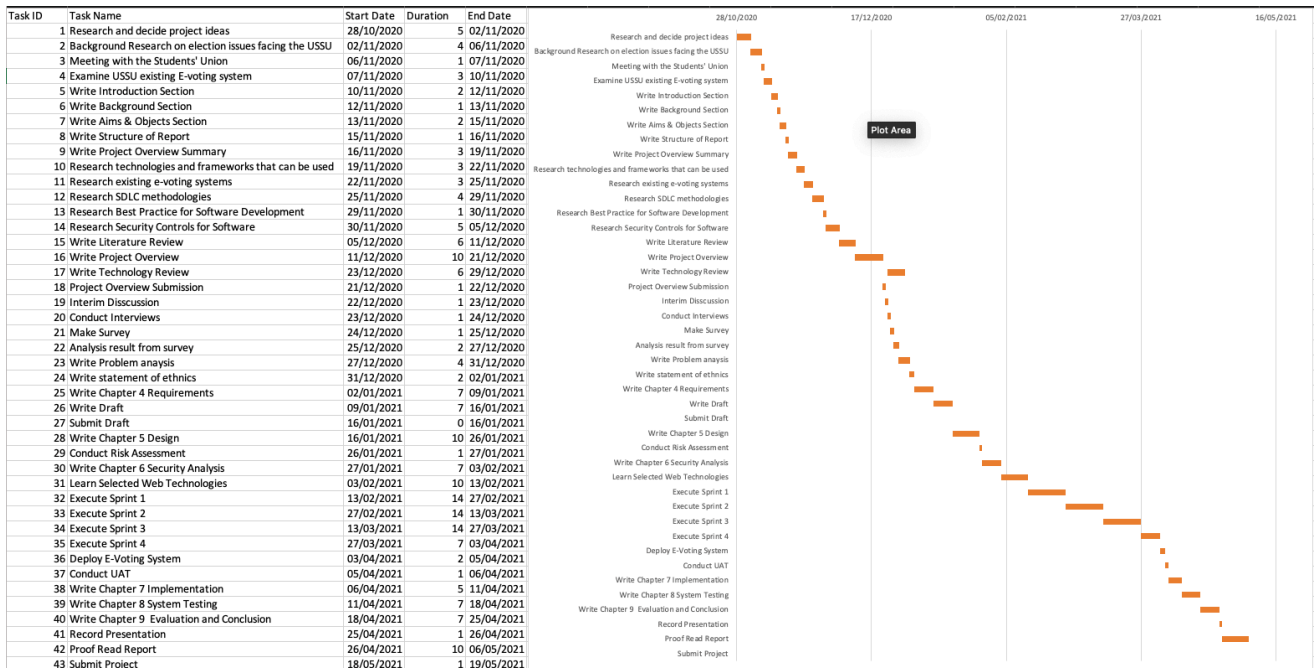 Task ID Task Name Start Date Duration End Date
1 Research and decide project ideas 28/10/2020 5 02/11/2020
2 Background Research on election issues facing the USSU 02/11/2020 4 06/11/2020
3 Meeting with the Students' Union 06/11/2020 1 07/11/2020
4 Examine USSU existing E-voting system 07/11/2020 3 10/11/2020
5 Write Introduction Section 10/11/2020 2 12/11/2020
6 Write Background Section 12/11/2020 1 13/11/2020
7 Write Aims & Objects Section 13/11/2020 2 15/11/2020
8 Write Structure of Report 15/11/2020 1 16/11/2020
9 Write Project Overview Summary 16/11/2020 3 19/11/2020
10 Research technologies and frameworks that can be used 19/11/2020 3 22/11/2020
11 Research existing e-voting systems 22/11/2020 3 25/11/2020
12 Research SDLC methodologies 25/11/2020 4 29/11/2020
13 Research Best Practice for Software Development 29/11/2020 1 30/11/2020
14 Research Security Controls for Software 30/11/2020 5 05/12/2020
15 Write Literature Review 05/12/2020 6 11/12/2020
16 Write Project Overview 11/12/2020 10 21/12/2020
17 Write Technology Review 23/12/2020 6 29/12/2020
18 Project Overview Submission 21/12/2020 1 22/12/2020
19 Interim Disscussion 22/12/2020 1 23/12/2020
20 Conduct Interviews 23/12/2020 1 24/12/2020
21 Make Survey 24/12/2020 1 25/12/2020
22 Analysis result from survey 25/12/2020 2 27/12/2020
23 Write Problem anaysis 27/12/2020 4 31/12/2020
24 Write statement of ethnics 31/12/2020 2 02/01/2021
25 Write Chapter 4 Requirements 02/01/2021 7 09/01/2021
26 Write Draft 09/01/2021 7 16/01/2021
27 Submit Draft 16/01/2021 0 16/01/2021
28 Write Chapter 5 Design 16/01/2021 10 26/01/2021
29 Conduct Risk Assessment 26/01/2021 1 27/01/2021
30 Write Chapter 6 Security Analysis 27/01/2021 7 03/02/2021
31 Learn Selected Web Technologies 03/02/2021 10 13/02/2021
32 Execute Sprint 1 13/02/2021 14 27/02/2021
33 Execute Sprint 2 27/02/2021 14 13/03/2021
34 Execute Sprint 3 13/03/2021 14 27/03/2021
35 Execute Sprint 4 27/03/2021 7 03/04/2021
36 Deploy E-Voting System 03/04/2021 2 05/04/2021
37 Conduct UAT 05/04/2021 1 06/04/2021
38 Write Chapter 7 Implementation 06/04/2021 5 11/04/2021
39 Write Chapter 8 System Testing 11/04/2021 7 18/04/2021
40 Write Chapter 9 Evaluation and Conclusion 18/04/2021 7 25/04/2021
41 Record Presentation 25/04/2021 1 26/04/2021
42 Proof Read Report 26/04/2021 10 06/05/2021
43 Submit Project 18/05/2021 1 19/05/2021
28/10/2020 17/12/2020 05/02/2021 27/03/2021 16/05/2021
Research and decide project ideas
Background Research on election issues facing the USSU
Meeting with the Students' Union
Examine USSU existing E-voting system
Write Introduction Section
Write Background Section
Write Aims & Objects Section
Plot Area
Write Structure of Report
Write Project Overview Summary
Research technologies and frameworks that can be used
Research existing e-voting systems
Research SDLC methodologies
Research Best Practice for Software Development
Research Security Controls for Software
Write Literature Review
Write Project Overview
Write Technology Review
Project Overview Submission
Interim Disscussion
Conduct Interviews
Make Survey
Analysis result from survey
Write Problem anaysis
Write statement of ethnics
Write Chapter 4 Requirements
Write Draft
Submit Draft
Write Chapter 5 Design
Conduct Risk Assessment
Write Chapter 6 Security Analysis
Learn Selected Web Technologies
Execute Sprint 1
Execute Sprint 2
Execute Sprint 3
Execute Sprint 4
Deploy E-Voting System
Conduct UAT
Write Chapter 7 Implementation
Write Chapter 8 System Testing
Write Chapter 9 Evaluation and Conclusion
Record Presentation
Proof Read Report
Submit Project